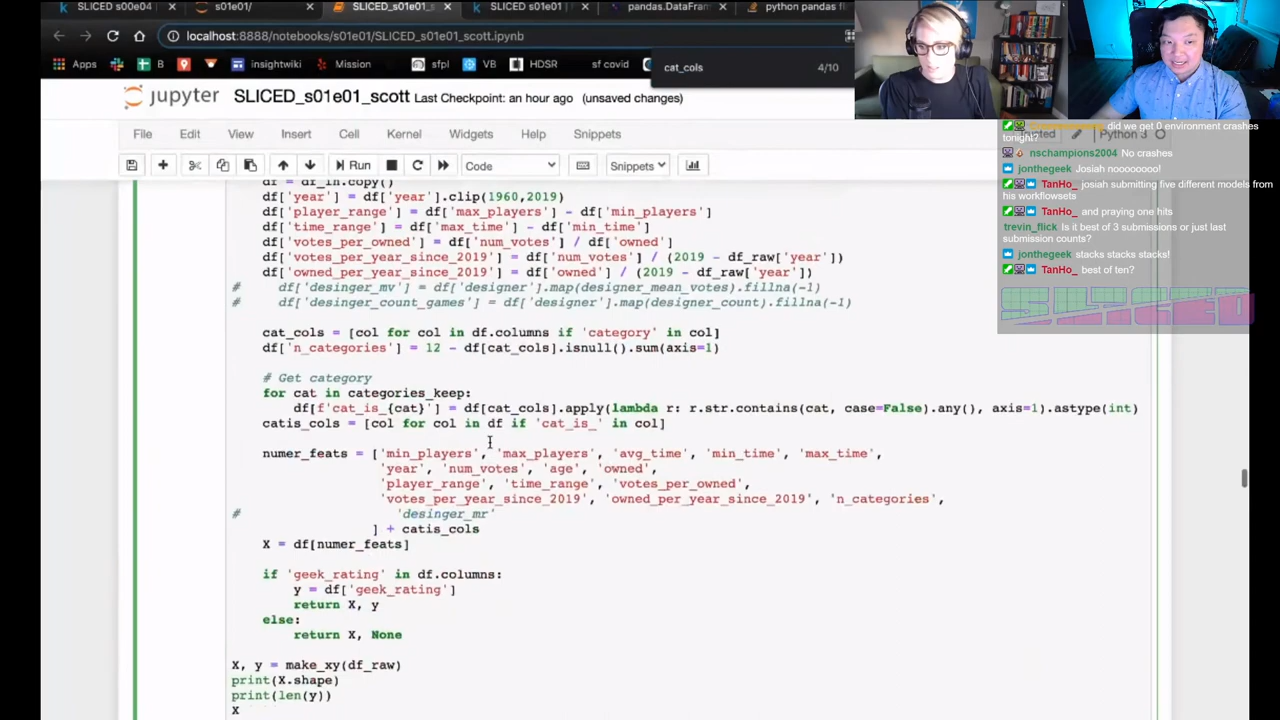 SLICED s00e04
s01e01/
SLICED_s01e01_s
SLICED s01e01
pandas.DataFram
python pandas fl
localhost:8888/notebooks/s01e01/SLICED_s01e01_scott.ipynb
Apps
B
insightwiki
Mission
sfpl
VB
HDSR
sf covid
cat_cols
4/10
jupyter
SLICED_s01e01_scott Last Checkpoint: an hour ago (unsaved changes)
File Edit View Insert Cell Kernel Widgets Help Snippets
Python 3
Run Code Snippets
df = df_in.copy()
df['year'] = df['year'].clip(1960,2019)
df['player_range'] = df['max_players'] - df['min_players']
df['time_range'] = df['max_time'] - df['min_time']
df['votes_per_owned'] = df['num_votes'] / df['owned']
df['votes_per_year_since_2019'] = df['num_votes'] / (2019 - df_raw['year'])
df['owned_per_year_since_2019'] = df['owned'] / (2019 - df_raw['year'])
# df['desinger_mv'] = df['designer'].map(designer_mean_votes).fillna(-1)
# df['desinger_count_games'] = df['designer'].map(designer_count).fillna(-1)
cat_cols = [col for col in df.columns if 'category' in col]
df['n_categories'] = 12 - df[cat_cols].isnull().sum(axis=1)
# Get category
for cat in categories_keep:
df[f'cat_is_{cat}'] = df[cat_cols].apply(lambda r: r.str.contains(cat, case=False).any(), axis=1).astype(int)
catis_cols = [col for col in df if 'cat_is_' in col]
numer_feats = ['min_players', 'max_players', 'avg_time', 'min_time', 'max_time',
'year', 'num_votes', 'age', 'owned',
'player_range', 'time_range', 'votes_per_owned',
'votes_per_year_since_2019', 'owned_per_year_since_2019', 'n_categories',
# 'desinger_mr'
] + catis_cols
X = df[numer_feats]
if 'geek_rating' in df.columns:
y = df['geek_rating']
return X, y
else:
return X, None
X, y = make_xy(df_raw)
print(X.shape)
print(len(y))
X
did we get 0 environment crashes
tonight?
nschampions2004 No crashes
jonthegeek Josiah nooooooo!
TanHo_ josiah submitting five different models from
his workflowsets
TanHo_ and praying one hits
trevin_flick Is it best of 3 submissions or just last
submission counts?
jonthegeek stacks stacks stacks!
TanHo_ best of ten?
SLICED